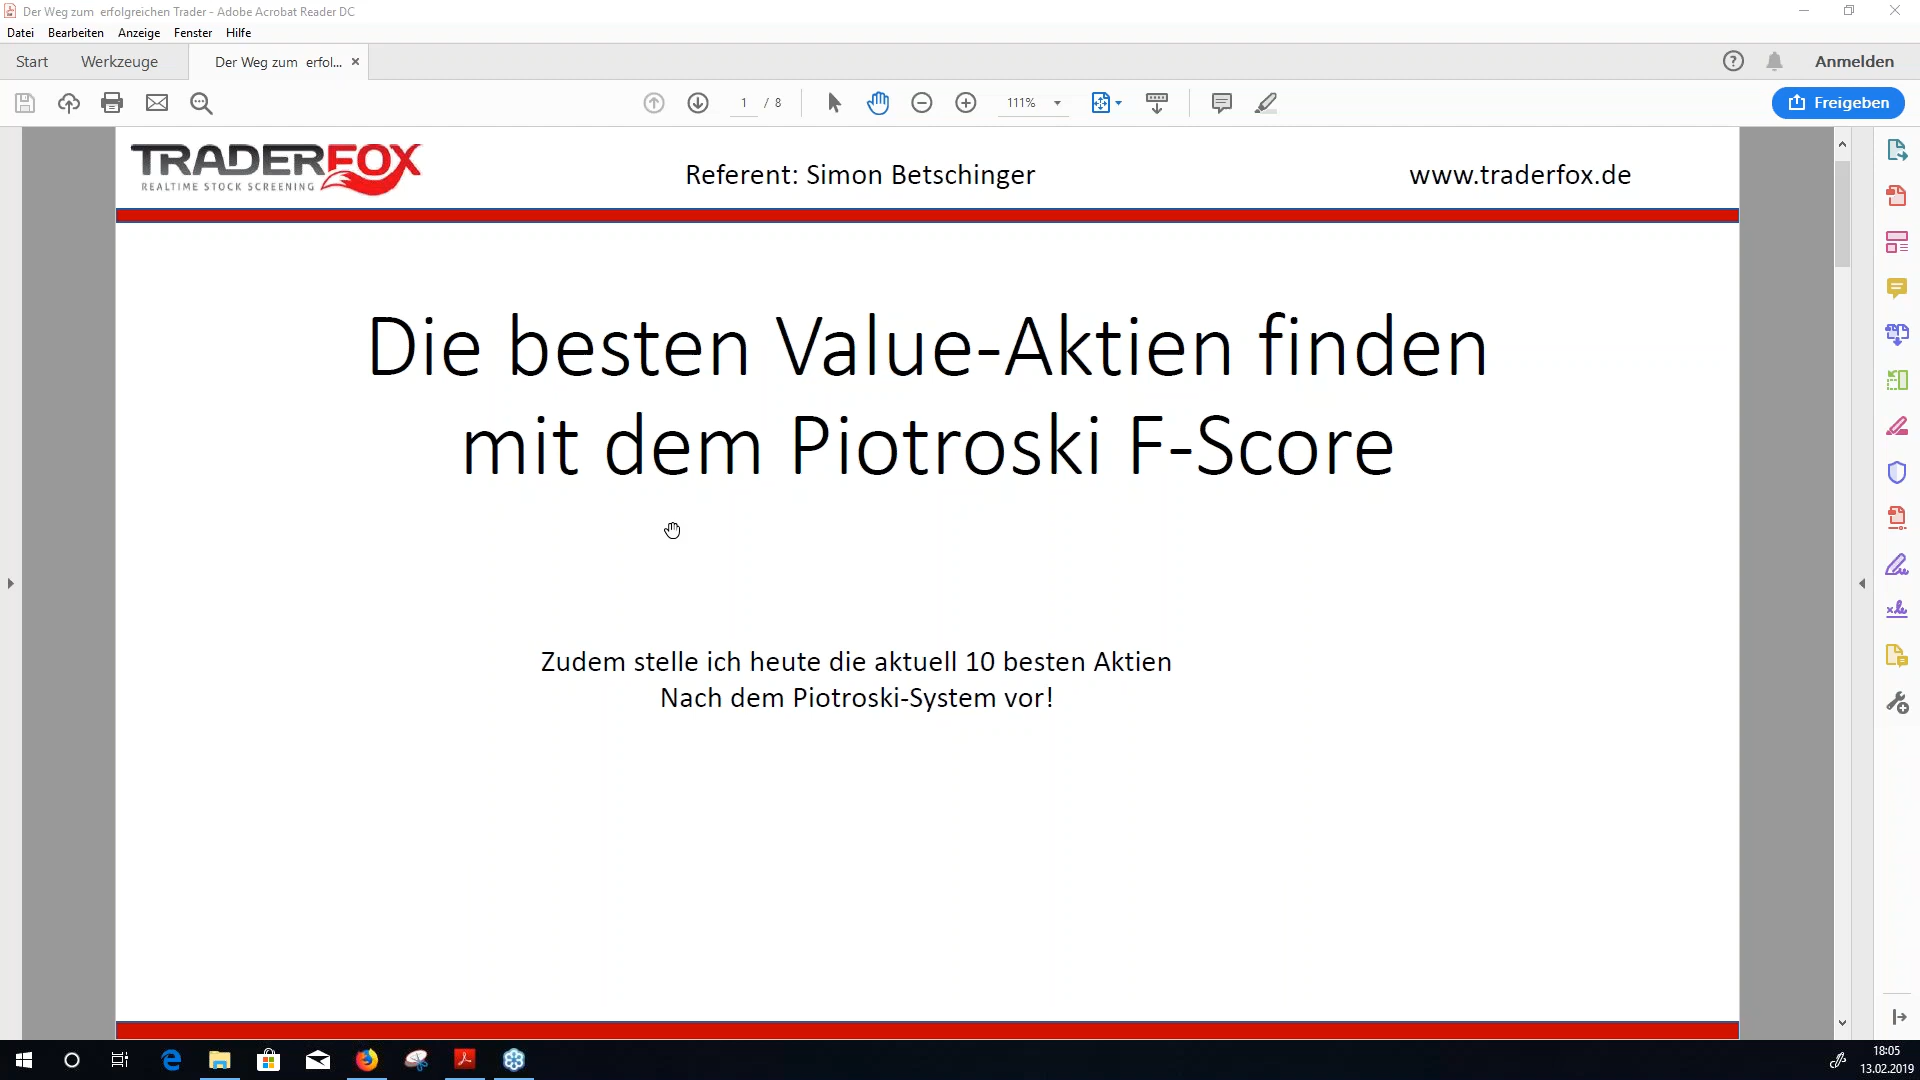 Der Weg zum  erfolgreichen Trader - Adobe Acrobat Reader DC
Datei Bearbeiten Anzeige Fenster Hilfe
Start Werkzeuge Der Weg zum  erfol... × Anmelden
1 / 8 111% Freigeben
TRADERFOX
REALTIME STOCK SCREENING
Referent: Simon Betschinger
www.traderfox.de
Die besten Value-Aktien finden
mit dem Piotroski F-Score
Zudem stelle ich heute die aktuell 10 besten Aktien
Nach dem Piotroski-System vor!
18:05
13.02.2019